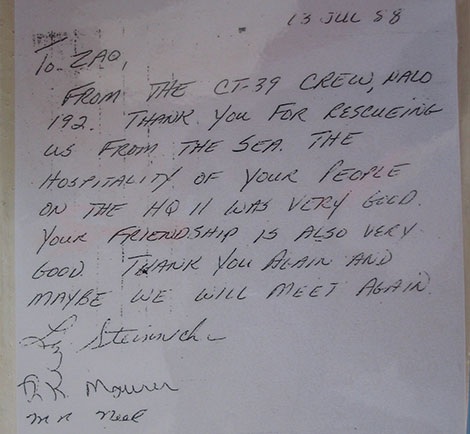 13 JUL 88
TO ZAO,
FROM THE CT-39 CREW, NALO
192. THANK YOU FOR RESCUEING
US FROM THE SEA. THE
HOSPITALITY OF YOUR PEOPLE
ON THE HQ 11 WAS VERY GOOD.
YOUR FRIENDSHIP IS ALSO VERY
GOOD. THANK YOU AGAIN AND
MAYBE WE WILL MEET AGAIN.
K Maurer
M R Neal